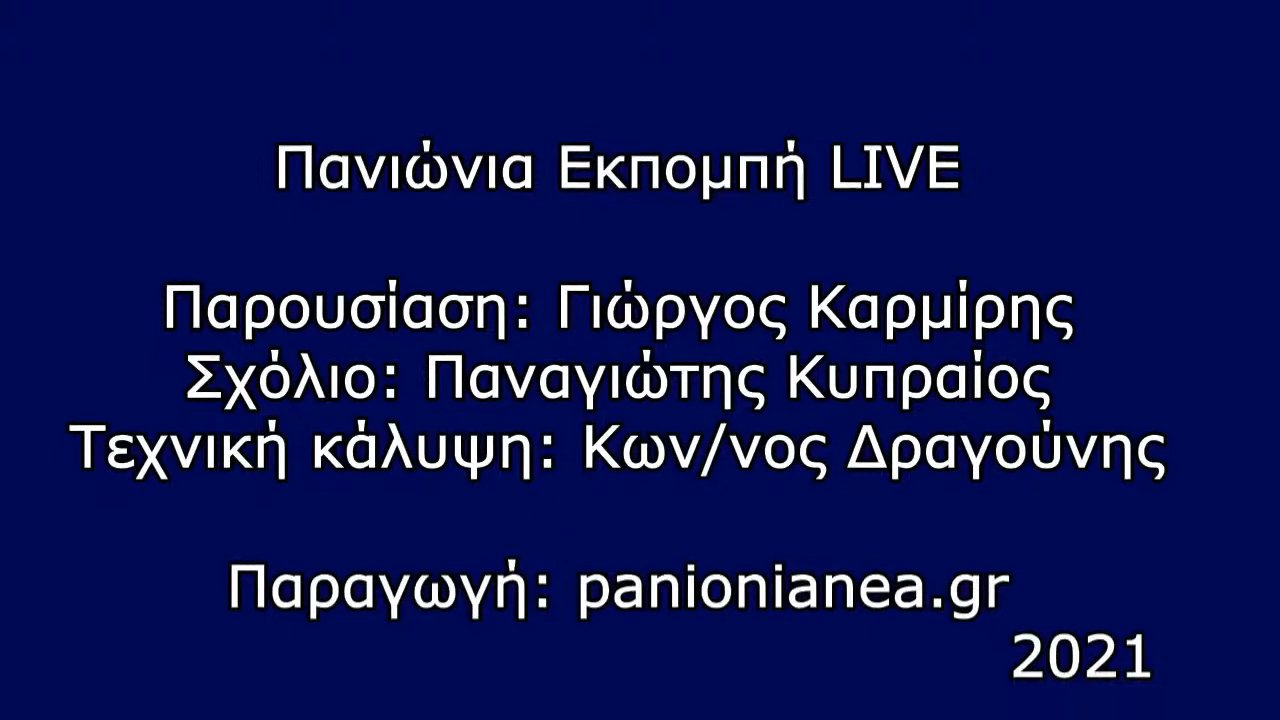 Πανιώνια Εκπομπή LIVE
Παρουσίαση: Γιώργος Καρμίρης
Σχόλιο: Παναγιώτης Κυπραίος
Τεχνική κάλυψη: Κων/νος Δραγούνης
Παραγωγή: panionianea.gr
2021